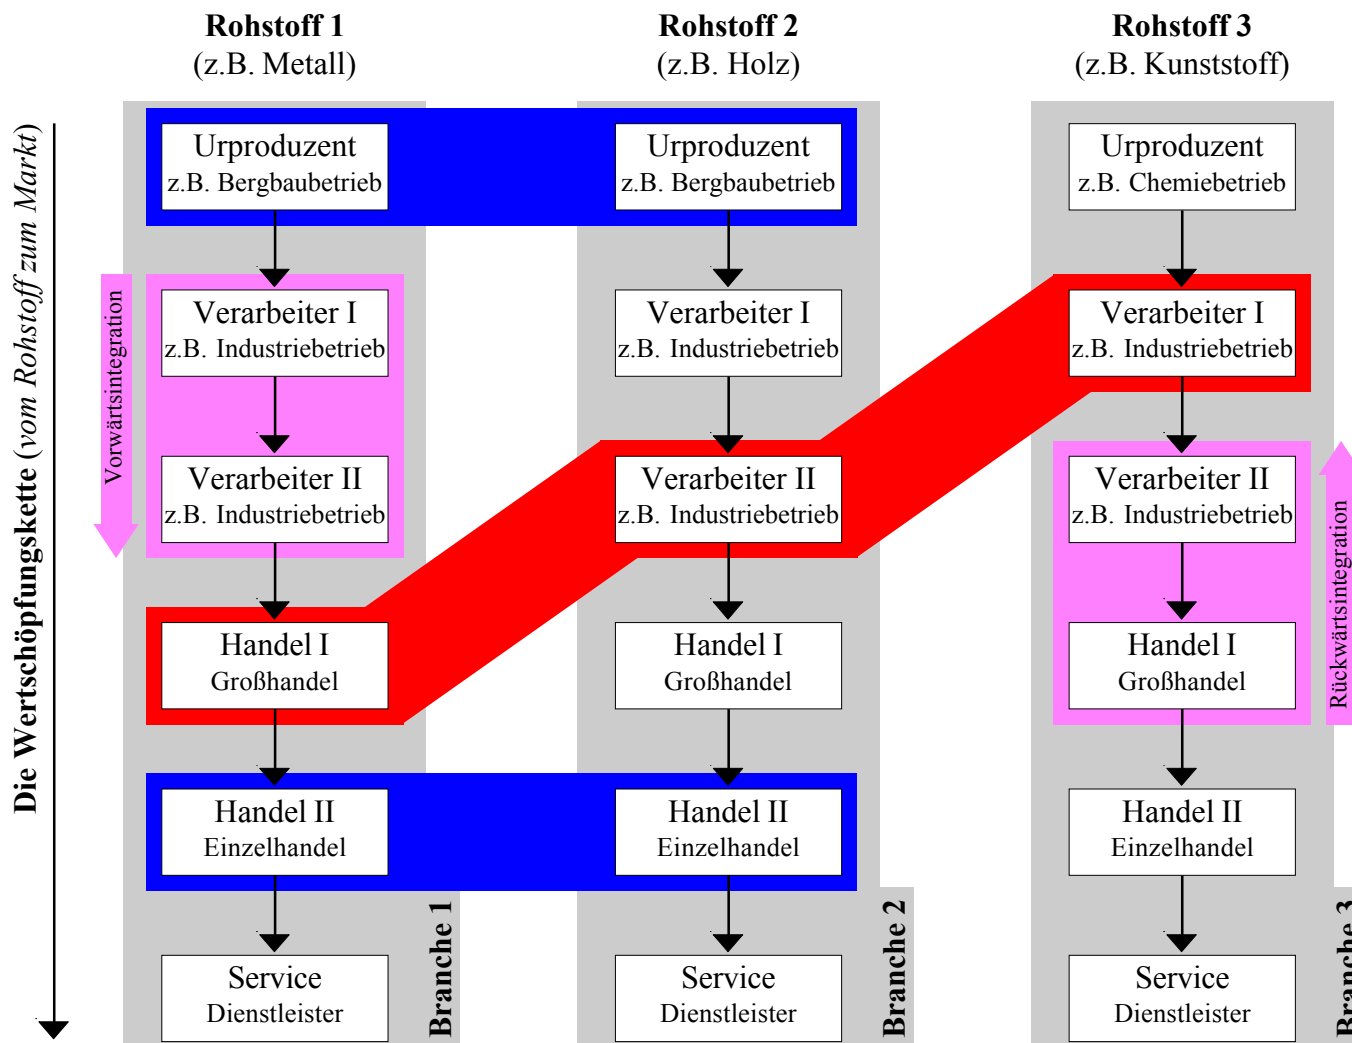 Rohstoff 1
(z.B. Metall)
Rohstoff 2
(z.B. Holz)
Rohstoff 3
(z.B. Kunststoff)
Die Wertschöpfungskette (vom Rohstoff zum Markt)
Urproduzent
z.B. Bergbaubetrieb
Urproduzent
z.B. Bergbaubetrieb
Urproduzent
z.B. Chemiebetrieb
Vorwärtsintegration
Verarbeiter I
z.B. Industriebetrieb
Verarbeiter I
z.B. Industriebetrieb
Verarbeiter I
z.B. Industriebetrieb
Verarbeiter II
z.B. Industriebetrieb
Verarbeiter II
z.B. Industriebetrieb
Verarbeiter II
z.B. Industriebetrieb
Rückwärtsintegration
Handel I
Großhandel
Handel I
Großhandel
Handel I
Großhandel
Handel II
Einzelhandel
Handel II
Einzelhandel
Handel II
Einzelhandel
Service
Dienstleister
Branche 1
Service
Dienstleister
Branche 2
Service
Dienstleister
Branche 3